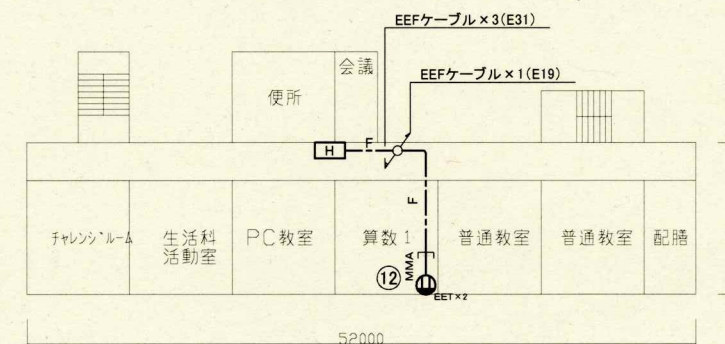 EEFケーブル×3(E31)
EEFケーブル×1(E19)
会議
便所
H
F
F
チャレンジルーム
生活科
活動室
PC教室
算数1
普通教室
普通教室
配膳
MMA
⑫
EET×2
52000